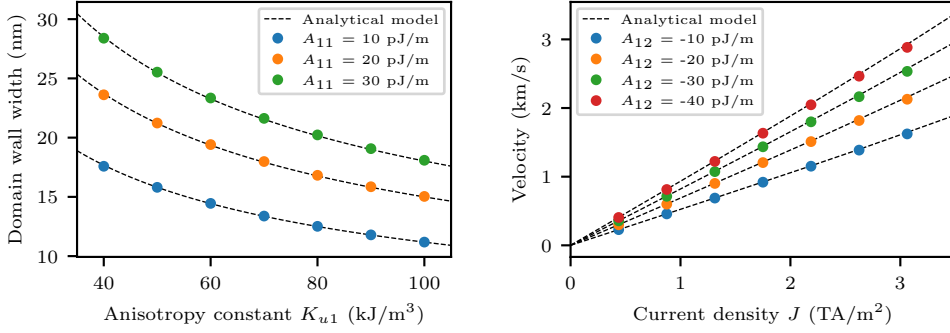 30
25
20
15
10
Domain wall width (nm)
40
60
80
100
Anisotropy constant K_{u1} (kJ/m³)
Analytical model
A_{11} = 10 pJ/m
A_{11} = 20 pJ/m
A_{11} = 30 pJ/m
3
2
1
0
Velocity (km/s)
0
1
2
3
Current density J (TA/m²)
Analytical model
A_{12} = -10 pJ/m
A_{12} = -20 pJ/m
A_{12} = -30 pJ/m
A_{12} = -40 pJ/m